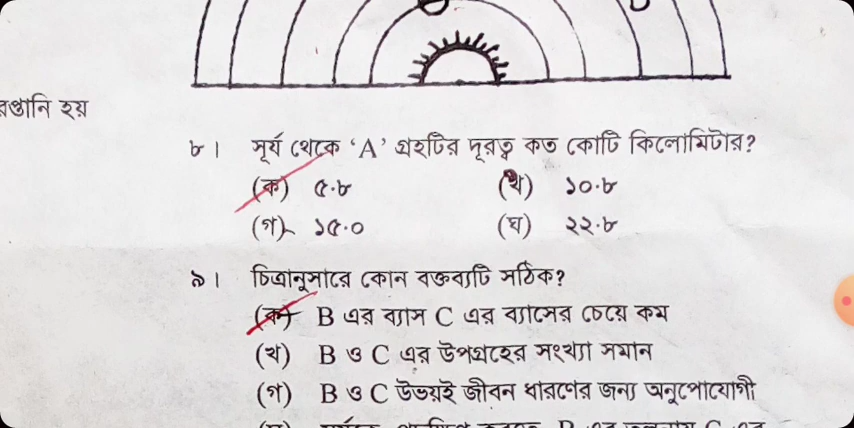 হয়
৮। সূর্য থেকে ‘A’ গ্রহটির দূরত্ব কত কোটি কিলোমিটার?
(ক) ৫.৮ (খ) ১০.৮
(গ) ১৫.০ (ঘ) ২২.৮
৯। চিত্রানুসারে কোন বক্তব্যটি সঠিক?
(ক) B এর ব্যাস C এর ব্যাসের চেয়ে কম
(খ) B ও C এর উপগ্রহের সংখ্যা সমান
(গ) B ও C উভয়ই জীবন ধারণের জন্য অনুপোযোগী